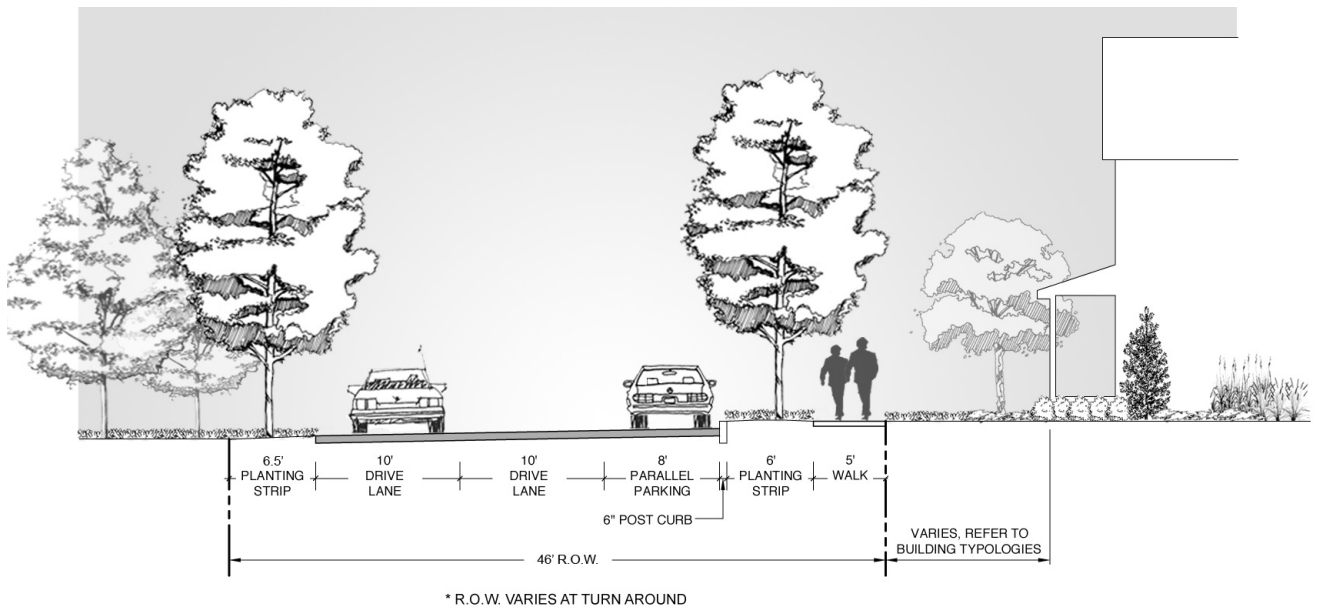 6.5'
PLANTING
STRIP
10'
DRIVE
LANE
10'
DRIVE
LANE
8'
PARALLEL
PARKING
6'
PLANTING
STRIP
5'
WALK
6" POST CURB
VARIES, REFER TO
BUILDING TYPOLOGIES
46' R.O.W.
* R.O.W. VARIES AT TURN AROUND